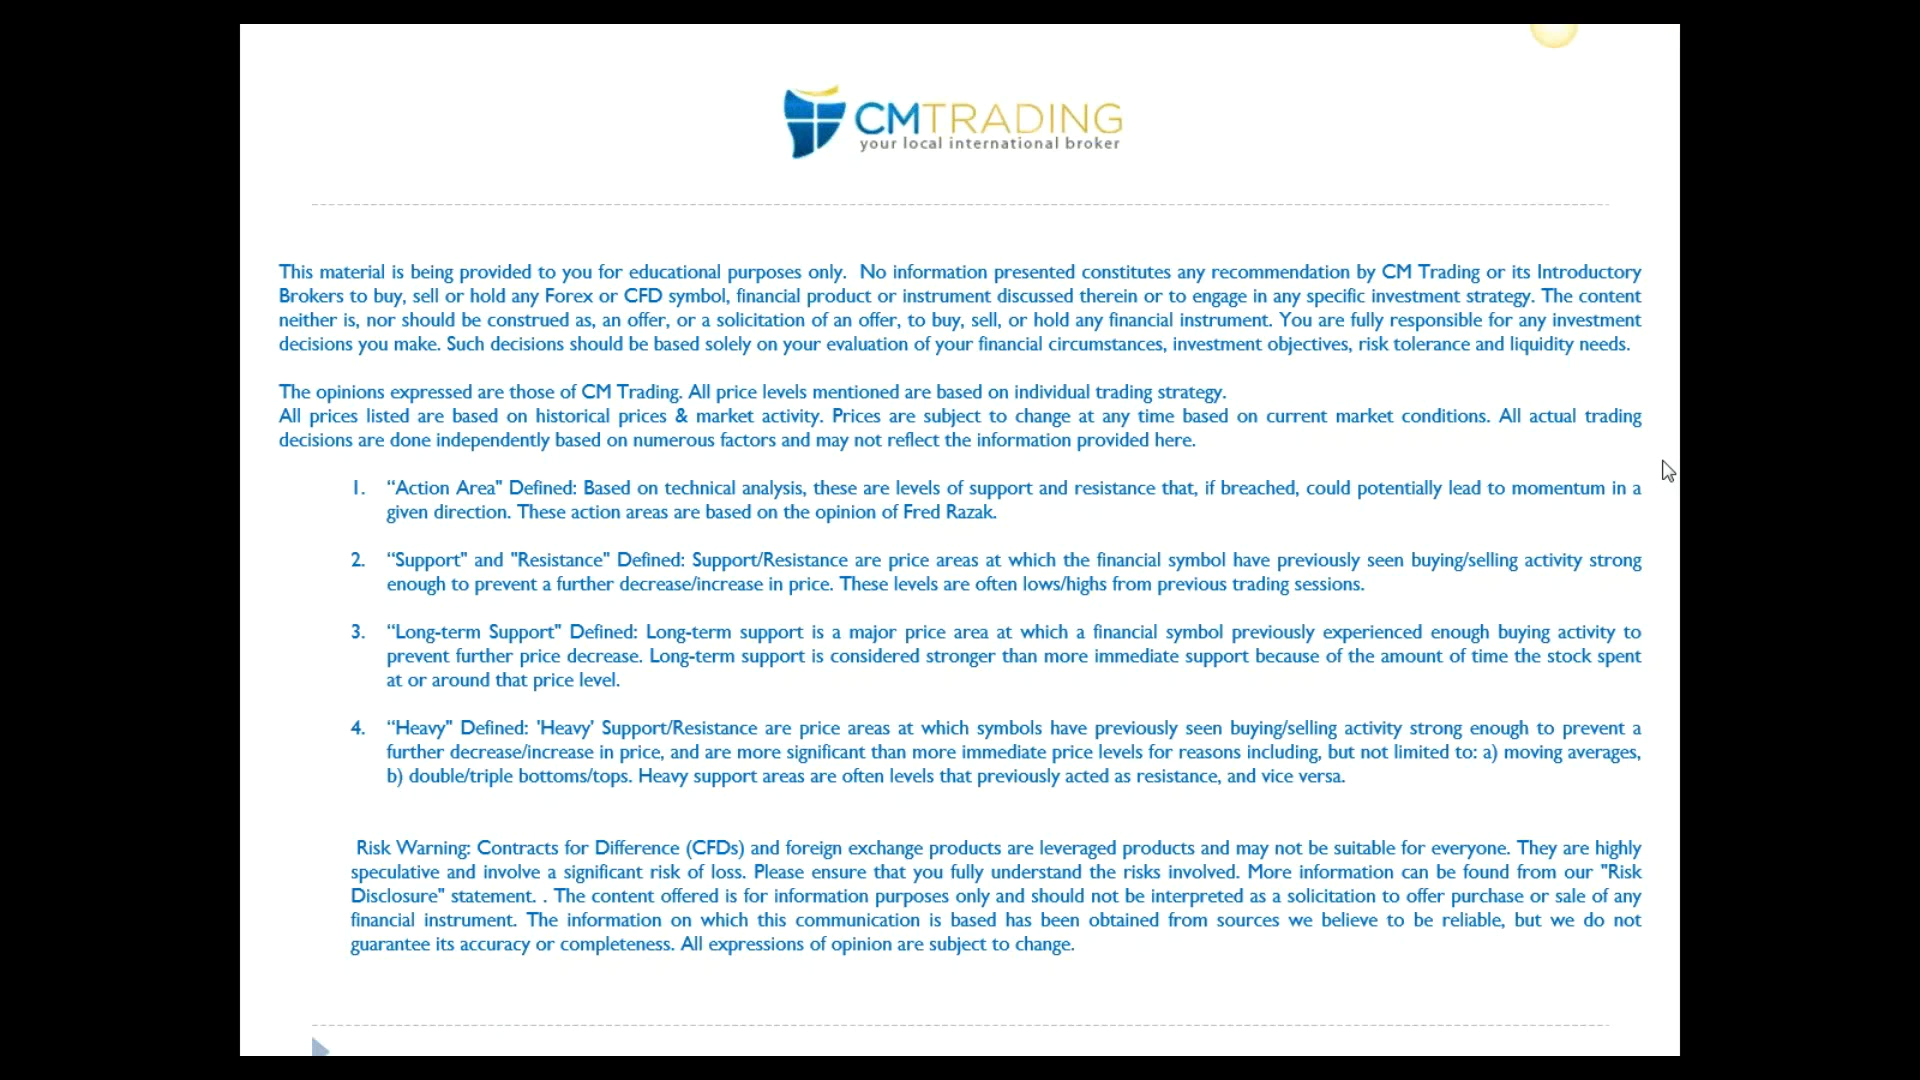 CMTRADING
your local international broker
This material is being provided to you for educational purposes only.  No information presented constitutes any recommendation by CM Trading or its Introductory
Brokers to buy, sell or hold any Forex or CFD symbol, financial product or instrument discussed therein or to engage in any specific investment strategy. The content
neither is, nor should be construed as, an offer, or a solicitation of an offer, to buy, sell, or hold any financial instrument. You are fully responsible for any investment
decisions you make. Such decisions should be based solely on your evaluation of your financial circumstances, investment objectives, risk tolerance and liquidity needs.
The opinions expressed are those of CM Trading. All price levels mentioned are based on individual trading strategy.
All prices listed are based on historical prices & market activity. Prices are subject to change at any time based on current market conditions. All actual trading
decisions are done independently based on numerous factors and may not reflect the information provided here.
1. “Action Area" Defined: Based on technical analysis, these are levels of support and resistance that, if breached, could potentially lead to momentum in a
given direction. These action areas are based on the opinion of Fred Razak.
2. “Support" and "Resistance" Defined: Support/Resistance are price areas at which the financial symbol have previously seen buying/selling activity strong
enough to prevent a further decrease/increase in price. These levels are often lows/highs from previous trading sessions.
3. “Long-term Support" Defined: Long-term support is a major price area at which a financial symbol previously experienced enough buying activity to
prevent further price decrease. Long-term support is considered stronger than more immediate support because of the amount of time the stock spent
at or around that price level.
4. “Heavy" Defined: 'Heavy' Support/Resistance are price areas at which symbols have previously seen buying/selling activity strong enough to prevent a
further decrease/increase in price, and are more significant than more immediate price levels for reasons including, but not limited to: a) moving averages,
b) double/triple bottoms/tops. Heavy support areas are often levels that previously acted as resistance, and vice versa.
Risk Warning: Contracts for Difference (CFDs) and foreign exchange products are leveraged products and may not be suitable for everyone. They are highly
speculative and involve a significant risk of loss. Please ensure that you fully understand the risks involved. More information can be found from our "Risk
Disclosure" statement. . The content offered is for information purposes only and should not be interpreted as a solicitation to offer purchase or sale of any
financial instrument. The information on which this communication is based has been obtained from sources we believe to be reliable, but we do not
guarantee its accuracy or completeness. All expressions of opinion are subject to change.